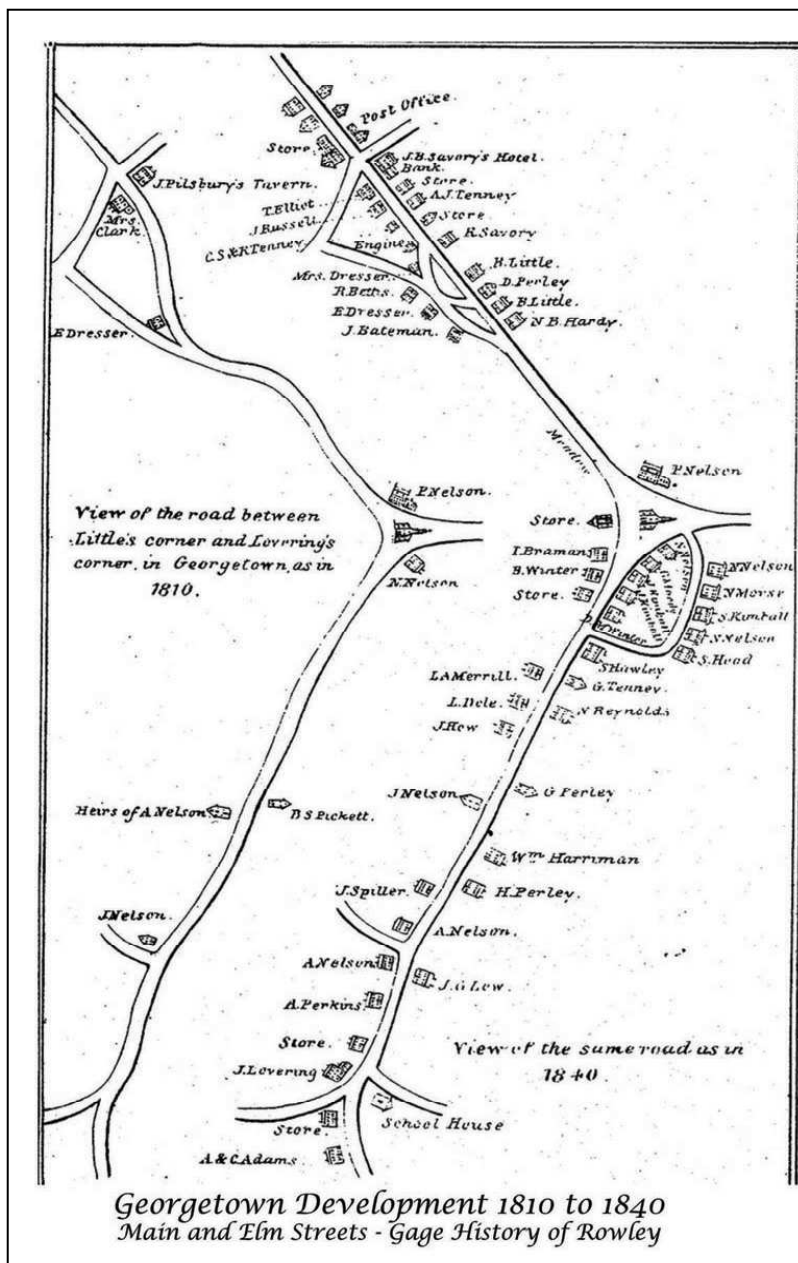 J. Pilsbury's Tavern.
Mrs.
Clark.
E Dresser.
P. Nelson.
N. Nelson
View of the road between
Little's corner and Lovering's
corner, in Georgetown, as in
1810.
Heirs of A Nelson
B S Pickett.
J. Nelson.
Post Office.
Store.
J. B. Savory's Hotel.
Bank.
Store.
A J. Tenney
Store
R. Savory
T. Elliot
J. Russell
C. S & R Tenney
Engine
H. Little.
D. Perley
B. Little.
N B. Hardy.
Mrs. Dresser
R. Betts.
E Dresser.
J. Bateman.
Meadow
P. Nelson
Store.
I. Braman
B. Winter
Store.
N Nelson
N Morse
S. Kimball
N. Nelson
S. Head
S Hawley
G. Tenney.
N Reynolds
L A Merrill.
L. Dole.
J. How
J. Nelson
G Perley
Wm Harriman
H. Perley.
J. Spiller.
A. Nelson.
A. Nelson
J. G Low.
A. Perkins
Store.
J. Lovering
View of the same road as in
1840.
School House
Store.
A & C. Adams
Georgetown Development 1810 to 1840
Main and Elm Streets - Gage History of Rowley